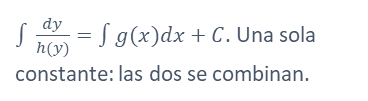 ∫ dy/h(y) = ∫ g(x)dx + C. Una sola
constante: las dos se combinan.